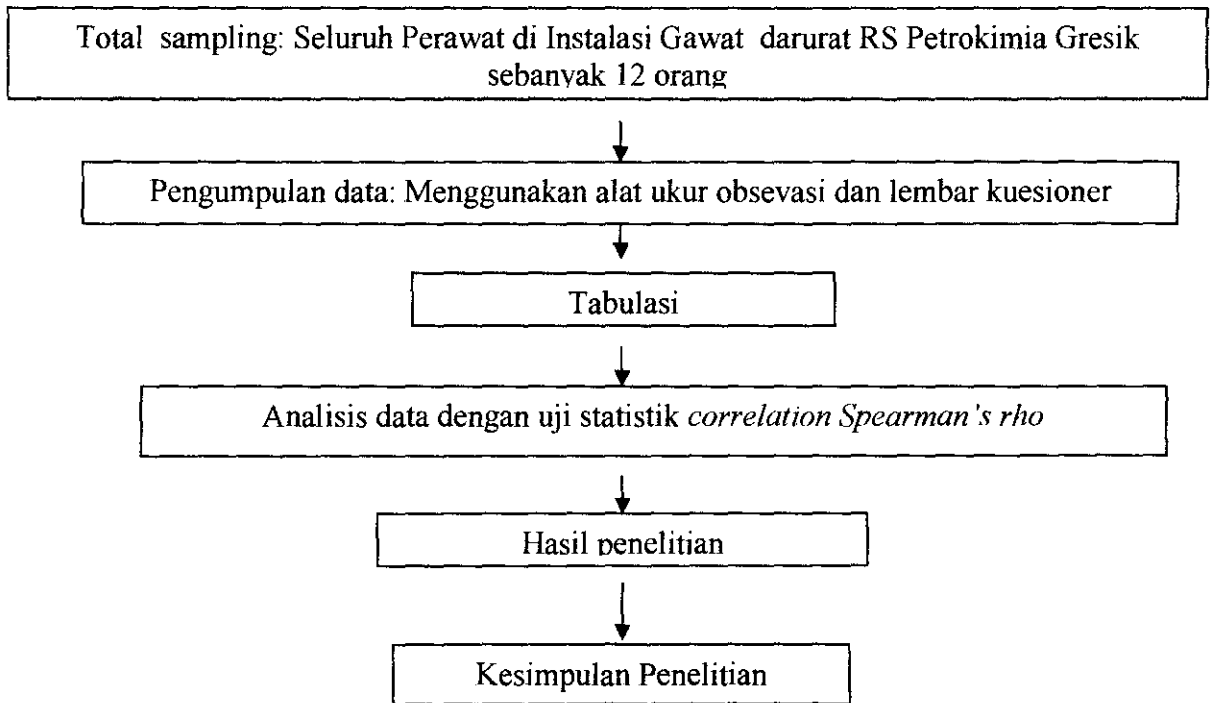 Total sampling: Seluruh Perawat di Instalasi Gawat darurat RS Petrokimia Gresik
sebanyak 12 orang
Pengumpulan data: Menggunakan alat ukur obsevasi dan lembar kuesioner
Tabulasi
Analisis data dengan uji statistik correlation Spearman's rho
Hasil penelitian
Kesimpulan Penelitian